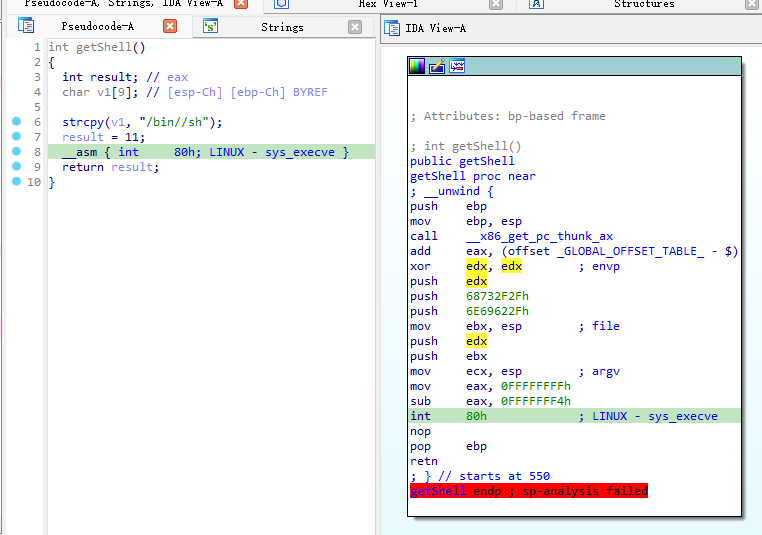 Pseudocode-A, Strings, IDA View-A
Hex View-1
Structures
Pseudocode-A
Strings
IDA View-A
1 int getShell()
2 {
3 int result; // eax
4 char v1[9]; // [esp-Ch] [ebp-Ch] BYREF
5
6 strcpy(v1, "/bin//sh");
7 result = 11;
8 __asm { int 80h; LINUX - sys_execve }
9 return result;
10 }
; Attributes: bp-based frame
; int getShell()
public getShell
getShell proc near
; __unwind {
push ebp
mov ebp, esp
call __x86_get_pc_thunk_ax
add eax, (offset _GLOBAL_OFFSET_TABLE_ - $)
xor edx, edx ; envp
push edx
push 68732F2Fh
push 6E69622Fh
mov ebx, esp ; file
push edx
push ebx
mov ecx, esp ; argv
mov eax, 0FFFFFFFFh
sub eax, 0FFFFFFF4h
int 80h ; LINUX - sys_execve
nop
pop ebp
retn
; } // starts at 550
getShell endp ; sp-analysis failed